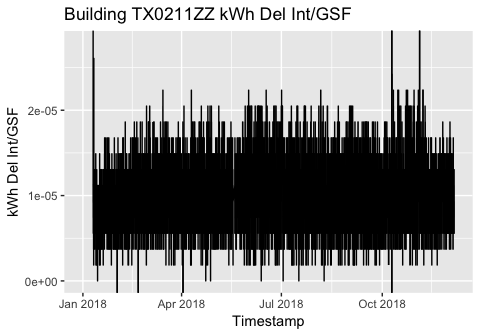 Building TX0211ZZ kWh Del Int/GSF
kWh Del Int/GSF
2e-05
1e-05
0e+00
Jan 2018
Apr 2018
Jul 2018
Oct 2018
Timestamp